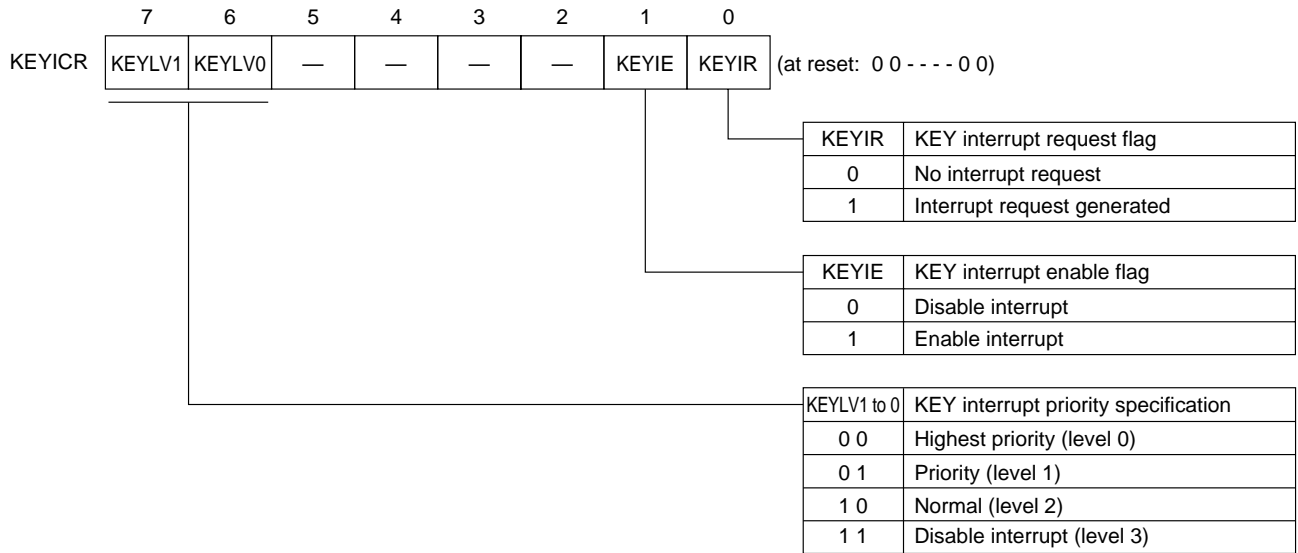 7 6 5 4 3 2 1 0
KEYICR KEYLV1 KEYLV0 — — — — KEYIE KEYIR (at reset: 0 0 - - - - 0 0)
KEYIR KEY interrupt request flag
0 No interrupt request
1 Interrupt request generated
KEYIE KEY interrupt enable flag
0 Disable interrupt
1 Enable interrupt
KEYLV1 to 0 KEY interrupt priority specification
0 0 Highest priority (level 0)
0 1 Priority (level 1)
1 0 Normal (level 2)
1 1 Disable interrupt (level 3)